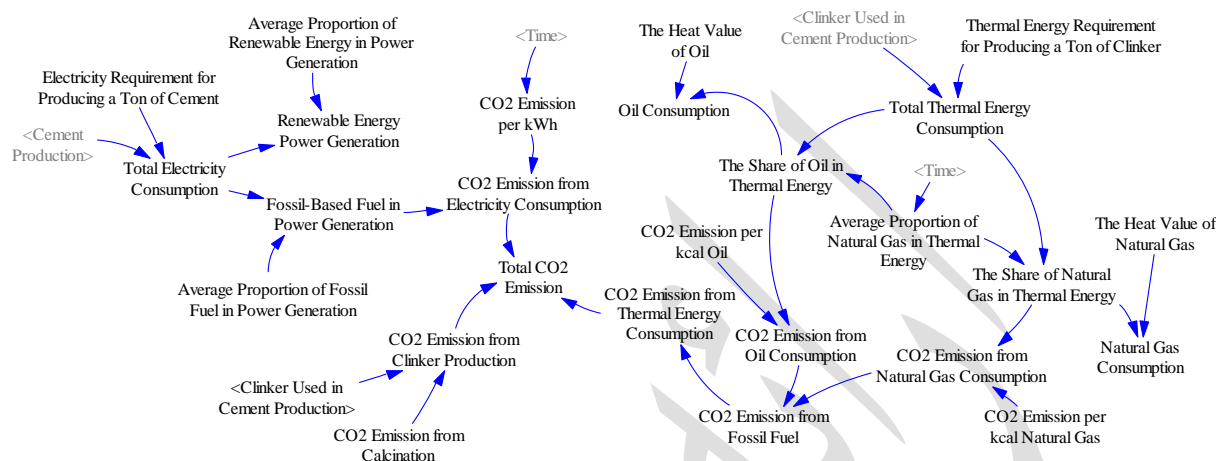 Average Proportion of
Renewable Energy in Power
Generation
<Time>
Electricity Requirement for
Producing a Ton of Cement
CO2 Emission
per kWh
<Cement
Production>
Renewable Energy
Power Generation
Total Electricity
Consumption
Fossil-Based Fuel in
Power Generation
CO2 Emission from
Electricity Consumption
Average Proportion of Fossil
Fuel in Power Generation
Total CO2
Emission
CO2 Emission from
Clinker Production
<Clinker Used in
Cement Production>
CO2 Emission from
Calcination
The Heat Value
of Oil
<Clinker Used in
Cement Production>
Thermal Energy Requirement
for Producing a Ton of Clinker
Oil Consumption
Total Thermal Energy
Consumption
The Share of Oil in
Thermal Energy
<Time>
CO2 Emission per
kcal Oil
Average Proportion of
Natural Gas in Thermal
Energy
The Heat Value of
Natural Gas
The Share of Natural
Gas in Thermal Energy
CO2 Emission from
Thermal Energy
Consumption
CO2 Emission from
Oil Consumption
CO2 Emission from
Natural Gas Consumption
Natural Gas
Consumption
CO2 Emission from
Fossil Fuel
CO2 Emission per
kcal Natural Gas